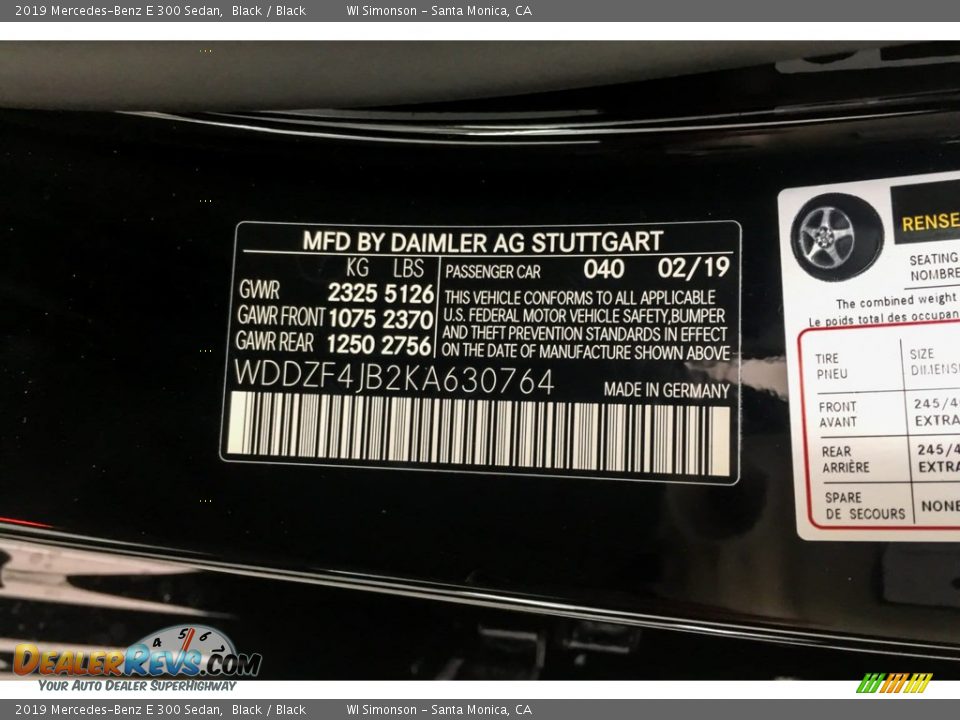 2019 Mercedes-Benz E 300 Sedan, Black / Black WI Simonson - Santa Monica, CA
MFD BY DAIMLER AG STUTTGART
KG LBS
GVWR 2325 5126
GAWR FRONT 1075 2370
GAWR REAR 1250 2756
PASSENGER CAR 040 02/19
THIS VEHICLE CONFORMS TO ALL APPLICABLE
U.S. FEDERAL MOTOR VEHICLE SAFETY,BUMPER
AND THEFT PREVENTION STANDARDS IN EFFECT
ON THE DATE OF MANUFACTURE SHOWN ABOVE
WDDZF4JB2KA630764
MADE IN GERMANY
RENSE
SEATING
NOMBRE
The combined weight
Le poids total des occupan
TIRE SIZE
PNEU DIMENSI
FRONT 245/4
AVANT EXTRA
REAR 245/4
ARRIÈRE EXTRA
SPARE
DE SECOURS NONE
4 5 6
DealerRevs.com
Your Auto Dealer SuperHighway
2019 Mercedes-Benz E 300 Sedan, Black / Black WI Simonson - Santa Monica, CA